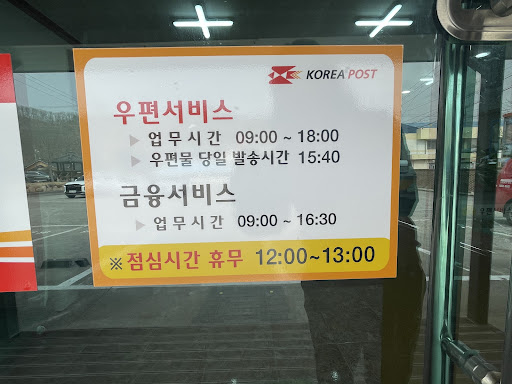 KOREA POST
우편서비스
▶ 업무시간 09:00 ~ 18:00
▶ 우편물 당일 발송시간 15:40
금융서비스
▶ 업무시간 09:00 ~ 16:30
※ 점심시간 휴무 12:00~13:00